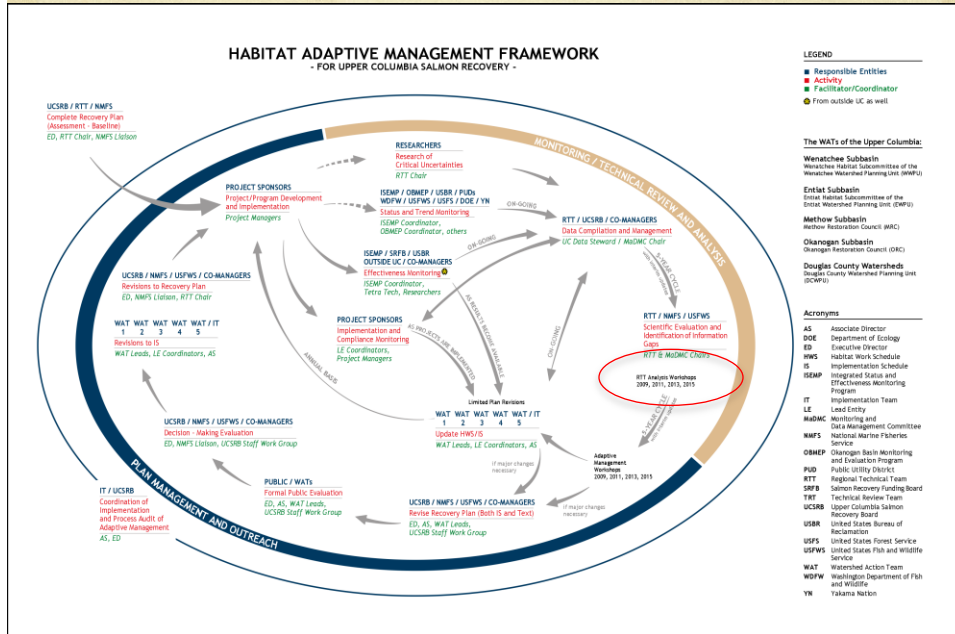 HABITAT ADAPTIVE MANAGEMENT FRAMEWORK
- FOR UPPER COLUMBIA SALMON RECOVERY -
UCSRB / RTT / NMFS
Complete Recovery Plan
(Assessment - Baseline)
ED, RTT Chair, NMFS Liaison
RESEARCHERS
Research of
Critical Uncertainties
RTT Chair
MONITORING / TECHNICAL REVIEW AND ANALYSIS
PROJECT SPONSORS
Project/Program Development
and Implementation
Project Managers
ISEMP / OBMEP / USBR / PUDs
WDFW / USFWS / USFS / DOE / YN
Status and Trend Monitoring
ISEMP Coordinator,
OBMEP Coordinator, others
ON-GOING
RTT / UCSRB / CO-MANAGERS
Data Compilation and Management
UC Data Steward / MaDMC Chair
ISEMP / SRFB / USBR
OUTSIDE UC / CO-MANAGERS
Effectiveness Monitoring
ISEMP Coordinator,
Tetra Tech, Researchers
ON-GOING
5-YEAR CYCLE
with interim updates
UCSRB / NMFS / USFWS / CO-MANAGERS
Revisions to Recovery Plan
ED, NMFS Liaison, RTT Chair
PROJECT SPONSORS
Implementation and
Compliance Monitoring
LE Coordinators,
Project Managers
AS PROJECTS ARE IMPLEMENTED
AS RESULTS BECOME AVAILABLE
ON-GOING
RTT / NMFS / USFWS
Scientific Evaluation and
Identification of Information
Gaps
RTT & MaDMC Chairs
RTT Analysis Workshops
2009, 2011, 2013, 2015
5-YEAR CYCLE
with interim updates
WAT WAT WAT WAT WAT / IT
1 2 3 4 5
Revisions to IS
WAT Leads, LE Coordinators, AS
ANNUAL BASIS
Limited Plan Revisions
WAT WAT WAT WAT WAT / IT
1 2 3 4 5
Update HWS/IS
WAT Leads, LE Coordinators, AS
Adaptive
Management
Workshops
2009, 2011, 2013, 2015
UCSRB / NMFS / USFWS / CO-MANAGERS
Decision - Making Evaluation
ED, NMFS Liaison, UCSRB Staff Work Group
if major changes
necessary
if major changes
necessary
PUBLIC / WATs
Formal Public Evaluation
ED, AS, WAT Leads,
UCSRB Staff Work Group
UCSRB / NMFS / USFWS / CO-MANAGERS
Revise Recovery Plan (Both IS and Text)
ED, AS, WAT Leads,
UCSRB Staff Work Group
IT / UCSRB
Coordination of
Implementation
and Process Audit of
Adaptive Management
AS, ED
PLAN MANAGEMENT AND OUTREACH
LEGEND
Responsible Entities
Activity
Facilitator/Coordinator
From outside UC as well
The WATs of the Upper Columbia:
Wenatchee Subbasin
Wenatchee Habitat Subcommittee of the
Wenatchee Watershed Planning Unit (WWPU)
Entiat Subbasin
Entiat Habitat Subcommittee of the
Entiat Watershed Planning Unit (EWPU)
Methow Subbasin
Methow Restoration Council (MRC)
Okanogan Subbasin
Okanogan Restoration Council (ORC)
Douglas County Watersheds
Douglas County Watershed Planning Unit
(DCWPU)
Acronyms
AS Associate Director
DOE Department of Ecology
ED Executive Director
HWS Habitat Work Schedule
IS Implementation Schedule
ISEMP Integrated Status and
Effectiveness Monitoring
Program
IT Implementation Team
LE Lead Entity
MaDMC Monitoring and
Data Management Committee
NMFS National Marine Fisheries
Service
OBMEP Okanogan Basin Monitoring
and Evaluation Program
PUD Public Utility District
RTT Regional Technical Team
SRFB Salmon Recovery Funding Board
TRT Technical Review Team
UCSRB Upper Columbia Salmon
Recovery Board
USBR United States Bureau of
Reclamation
USFS United States Forest Service
USFWS United States Fish and Wildlife
Service
WAT Watershed Action Team
WDFW Washington Department of Fish
and Wildlife
YN Yakama Nation